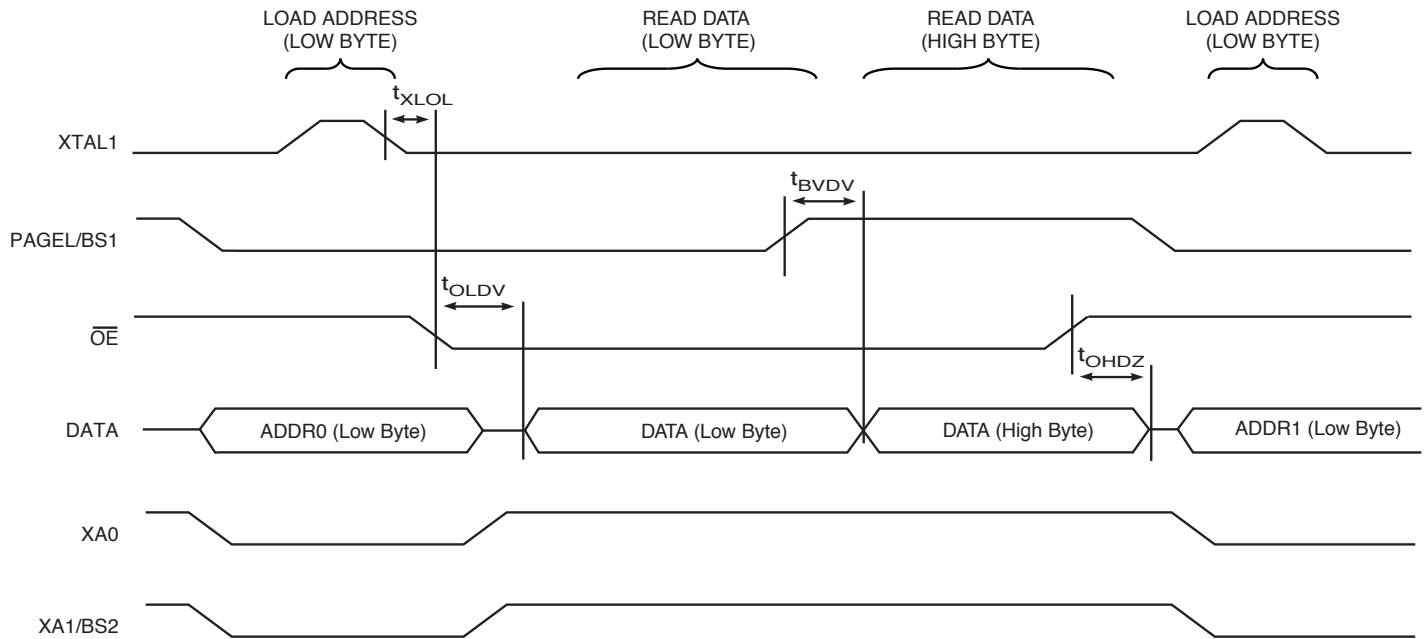 LOAD ADDRESS
(LOW BYTE)
READ DATA
(LOW BYTE)
READ DATA
(HIGH BYTE)
LOAD ADDRESS
(LOW BYTE)
tXLOL
XTAL1
tBVDV
PAGEL/BS1
tOLDV
OE
tOHDZ
DATA
ADDR0 (Low Byte)
DATA (Low Byte)
DATA (High Byte)
ADDR1 (Low Byte)
XA0
XA1/BS2